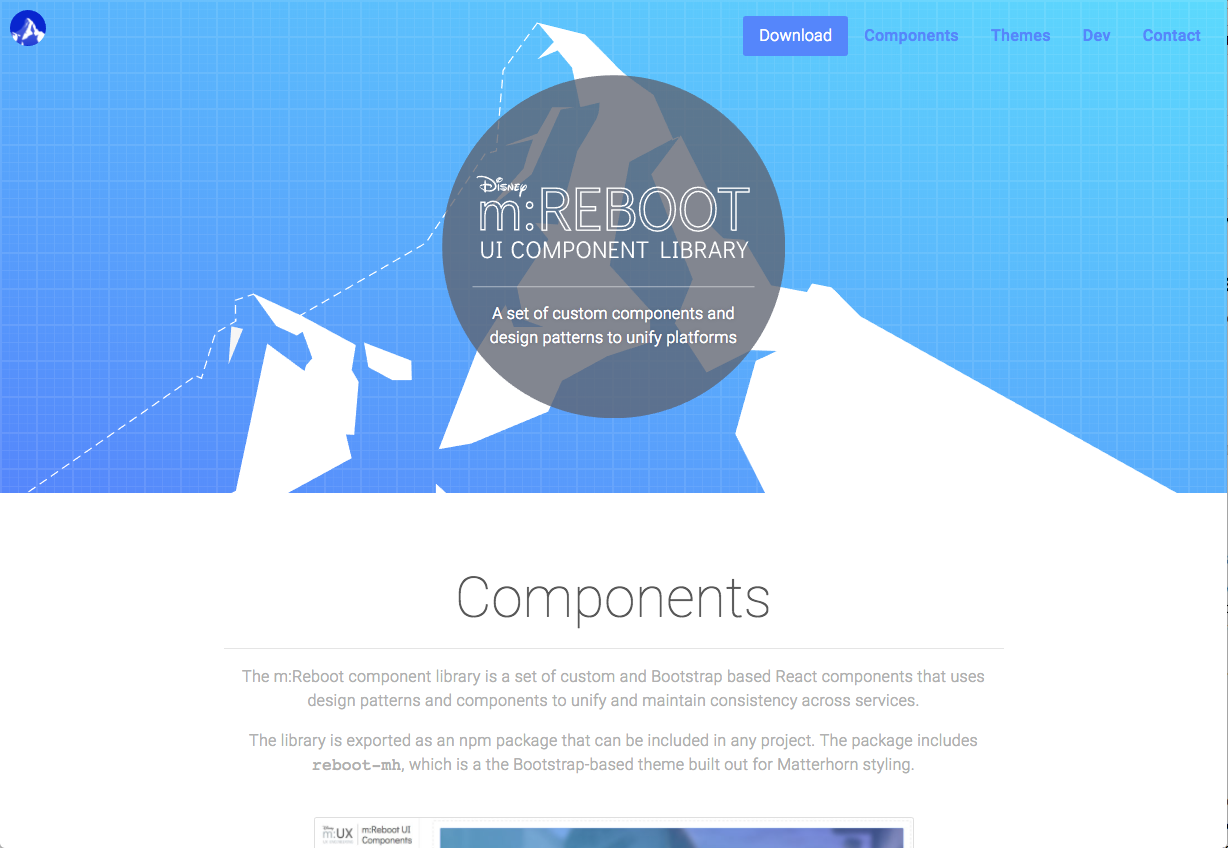 Download Components Themes Dev Contact
Disney
m:REBOOT
UI COMPONENT LIBRARY
A set of custom components and
design patterns to unify platforms
Components
The m:Reboot component library is a set of custom and Bootstrap based React components that uses
design patterns and components to unify and maintain consistency across services.
The library is exported as an npm package that can be included in any project. The package includes
reboot-mh, which is a the Bootstrap-based theme built out for Matterhorn styling.
m:UX m:Reboot UI
Components